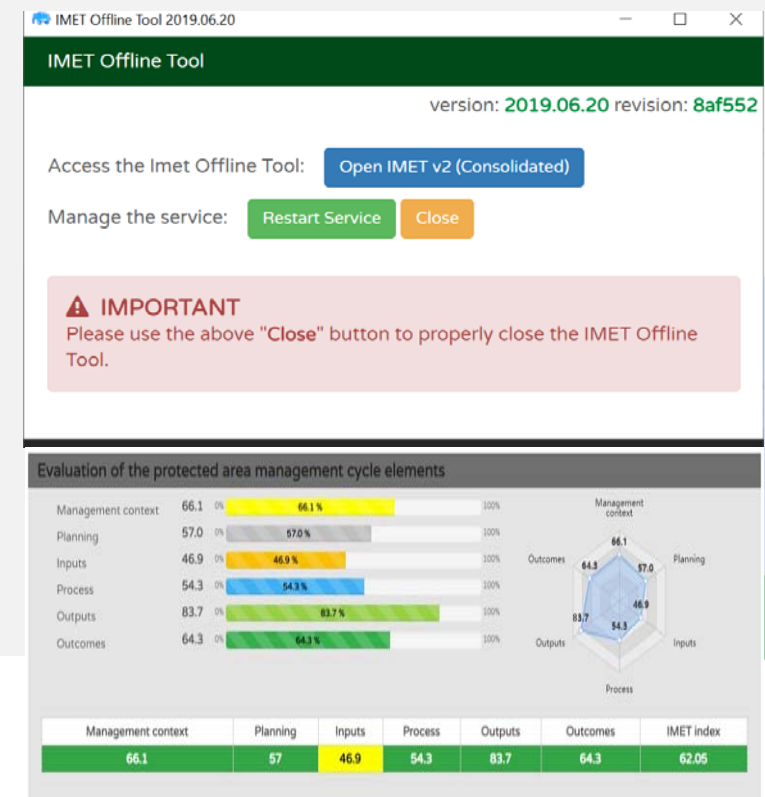 IMET Offline Tool 2019.06.20
IMET Offline Tool
version: 2019.06.20 revision: 8af552
Access the Imet Offline Tool: Open IMET v2 (Consolidated)
Manage the service: Restart Service Close
IMPORTANT
Please use the above "Close" button to properly close the IMET Offline
Tool.
Evaluation of the protected area management cycle elements
Management context 66.1 0% 66.1 % 100%
Planning 57.0 0% 57.0 % 100%
Inputs 46.9 0% 46.9 % 100%
Process 54.3 0% 54.3 % 100%
Outputs 83.7 0% 83.7 % 100%
Outcomes 64.3 0% 64.3 % 100%
Management
context
66.1
Outcomes 64.3 57.0 Planning
83.7 46.9
54.3
Outputs Inputs
Process
Management context Planning Inputs Process Outputs Outcomes IMET index
66.1 57 46.9 54.3 83.7 64.3 62.05